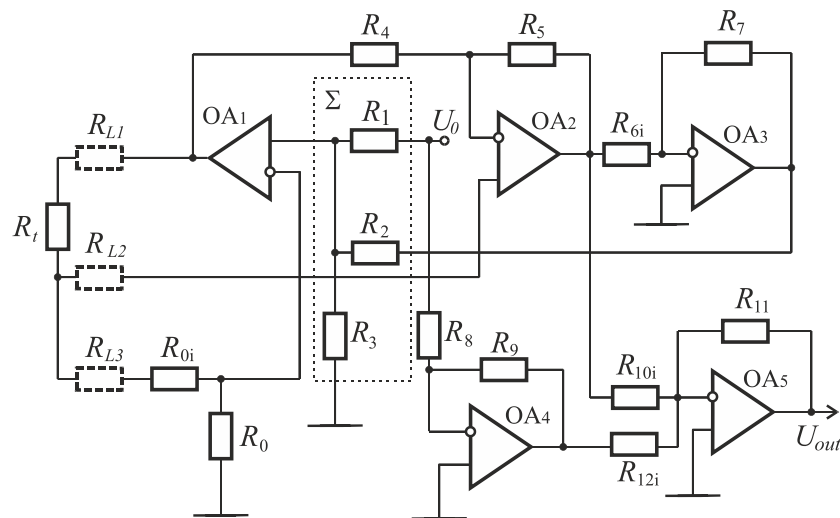 R4
R5
R7
Σ
R1
U0
RL1
OA1
OA2
R6i
OA3
Rt
RL2
R2
RL3
R0i
R3
R8
R9
R11
R10i
OA5
R0
OA4
R12i
Uout